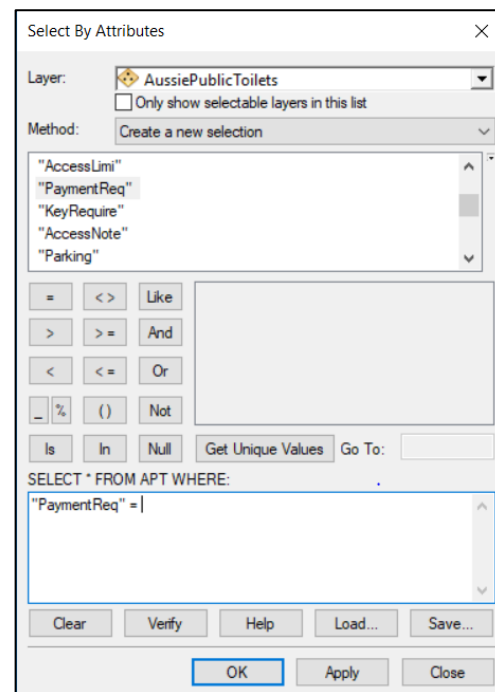 Select By Attributes
Layer: AussiePublicToilets
Only show selectable layers in this list
Method: Create a new selection
"AccessLimi"
"PaymentReq"
"KeyRequire"
"AccessNote"
"Parking"
= < > Like
> > = And
< < = Or
_ % () Not
Is In Null Get Unique Values Go To:
SELECT * FROM APT WHERE:
"PaymentReq" =
Clear Verify Help Load... Save...
OK Apply Close